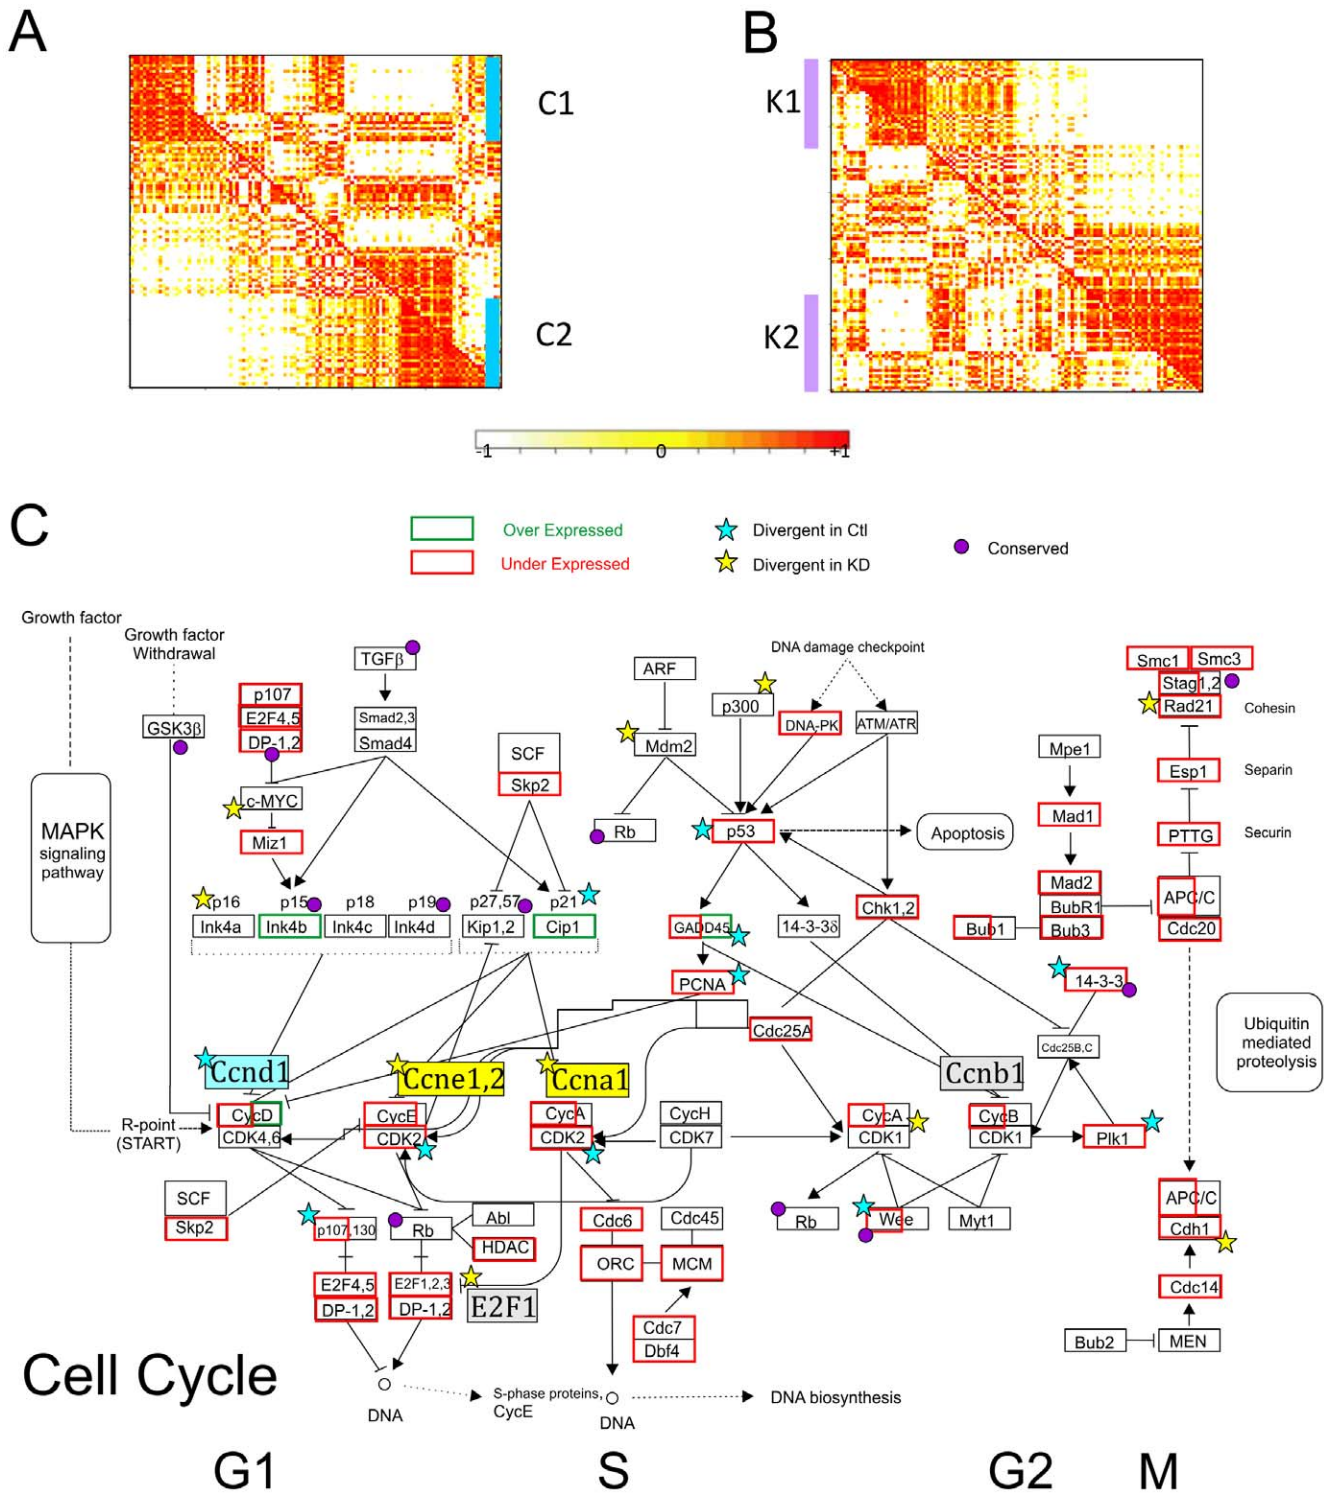 A
B
C1
C2
K1
K2
-1 0 +1
C
Over Expressed
Under Expressed
Divergent in Ctl
Divergent in KD
Conserved
Growth factor
Growth factor
Withdrawal
GSK3β
MAPK
signaling
pathway
R-point
(START)
p107
E2F4,5
DP-1,2
c-MYC
Miz1
TGFβ
Smad2,3
Smad4
SCF
Skp2
ARF
Mdm2
Rb
p300
DNA damage checkpoint
DNA-PK
ATM/ATR
p53
Apoptosis
p16
Ink4a
p15
Ink4b
p18
Ink4c
p19
Ink4d
p27,57
Kip1,2
p21
Cip1
GADD45
14-3-3δ
Chk1,2
PCNA
Cdc25A
Mpe1
Mad1
Mad2
BubR1
Bub3
Bub1
Smc1
Smc3
Stag1,2
Rad21
Cohesin
Esp1
Separin
PTTG
Securin
APC/C
Cdc20
14-3-3
Cdc25B,C
Ubiquitin
mediated
proteolysis
Ccnd1
Ccne1,2
Ccna1
Ccnb1
CycD
CDK4,6
CycE
CDK2
CycA
CDK2
CycH
CDK7
CycA
CDK1
CycB
CDK1
Plk1
SCF
Skp2
p107,130
Rb
Abl
HDAC
E2F4,5
DP-1,2
E2F1,2,3
DP-1,2
E2F1
Cdc6
Cdc45
ORC
MCM
Cdc7
Dbf4
Rb
Wee
Myt1
APC/C
Cdh1
Cdc14
Bub2
MEN
Cell Cycle
DNA
S-phase proteins,
CycE
DNA
DNA biosynthesis
G1
S
G2
M